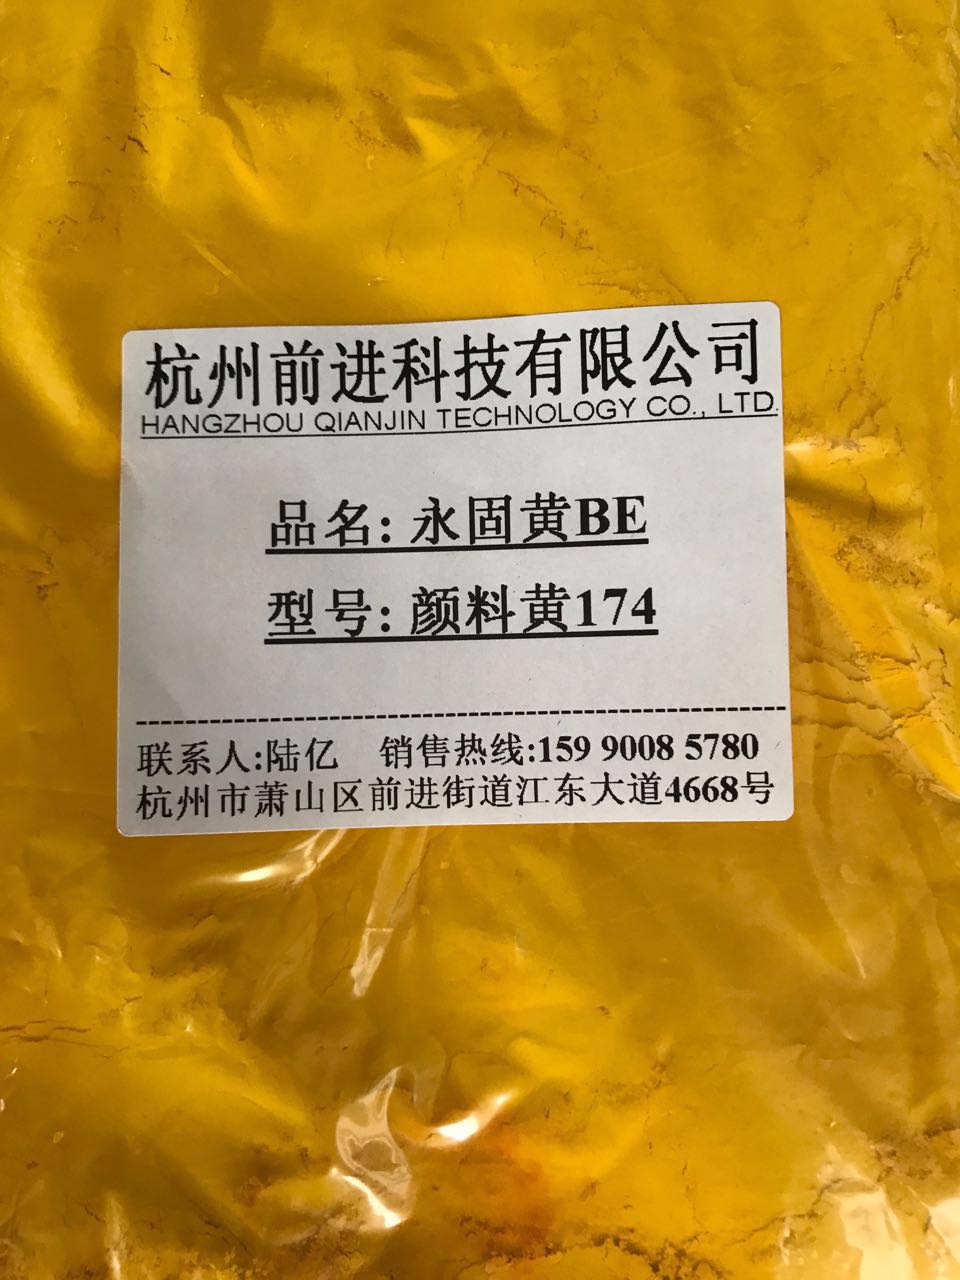 杭州前进科技有限公司
HANGZHOU QIANJIN TECHNOLOGY CO., LTD.
品名: 永固黄BE
型号: 颜料黄174
联系人:陆亿 销售热线:159 9008 5780
杭州市萧山区前进街道江东大道4668号